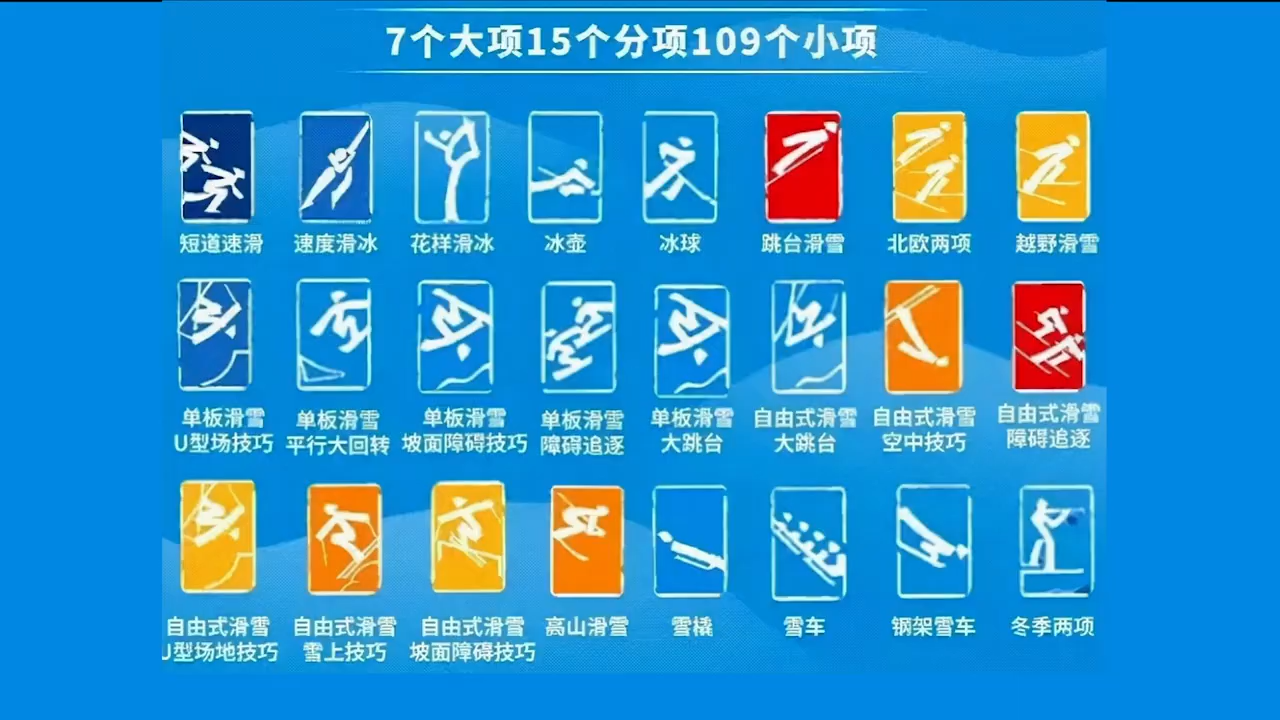 7个大项15个分项109个小项
短道速滑
速度滑冰
花样滑冰
冰壶
冰球
跳台滑雪
北欧两项
越野滑雪
单板滑雪
U型场技巧
单板滑雪
平行大回转
单板滑雪
坡面障碍技巧
单板滑雪
障碍追逐
单板滑雪
大跳台
自由式滑雪
大跳台
自由式滑雪
空中技巧
自由式滑雪
障碍追逐
自由式滑雪
U型场地技巧
自由式滑雪
雪上技巧
自由式滑雪
坡面障碍技巧
高山滑雪
雪橇
雪车
钢架雪车
冬季两项